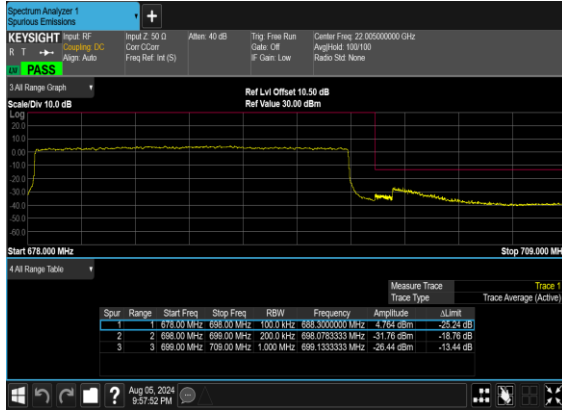 Spectrum Analyzer 1
Spurious Emissions
+
KEYSIGHT Input: RF Input Z: 50 Ω Atten: 40 dB Trig: Free Run Center Freq: 22.005000000 GHz
R T Coupling: DC Corr CCorr Gate: Off Avg|Hold: 100/100
Align: Auto Freq Ref: Int (S) IF Gain: Low Radio Std: None
PASS
3 All Range Graph
Ref Lvl Offset 10.50 dB
Scale/Div 10.0 dB Ref Value 30.00 dBm
Log
20.0
10.0
0.00
-10.0
-20.0
-30.0
-40.0
-50.0
-60.0
Start 678.000 MHz Stop 709.000 MH
4 All Range Table
Measure Trace Trace 1
Trace Type Trace Average (Active)
Spur Range Start Freq Stop Freq RBW Frequency Amplitude ΔLimit
1 1 678.00 MHz 698.00 MHz 100.0 kHz 688.3000000 MHz 4.764 dBm -25.24 dB
2 2 698.00 MHz 699.00 MHz 200.0 kHz 698.0783333 MHz -31.76 dBm -18.76 dB
3 3 699.00 MHz 709.00 MHz 1.000 MHz 699.1333333 MHz -26.44 dBm -13.44 dB
?
Aug 05, 2024
9:57:52 PM